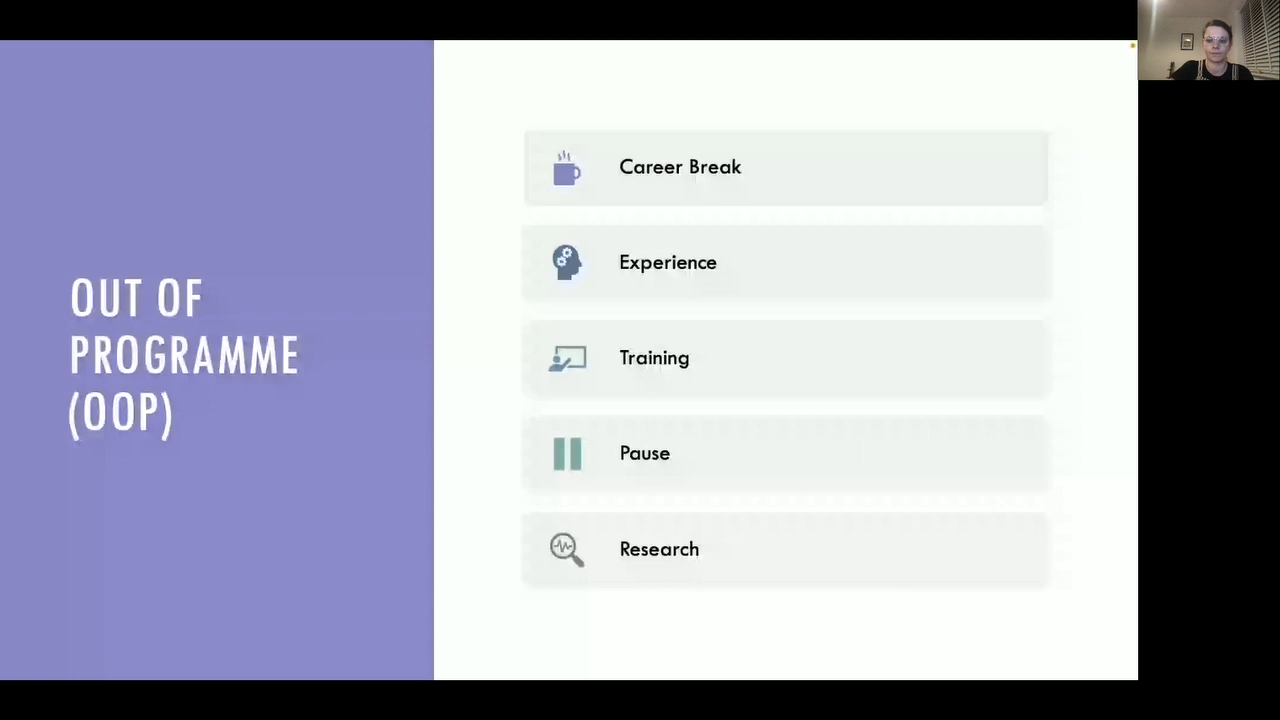 OUT OF
PROGRAMME
(OOP)
Career Break
Experience
Training
Pause
Research